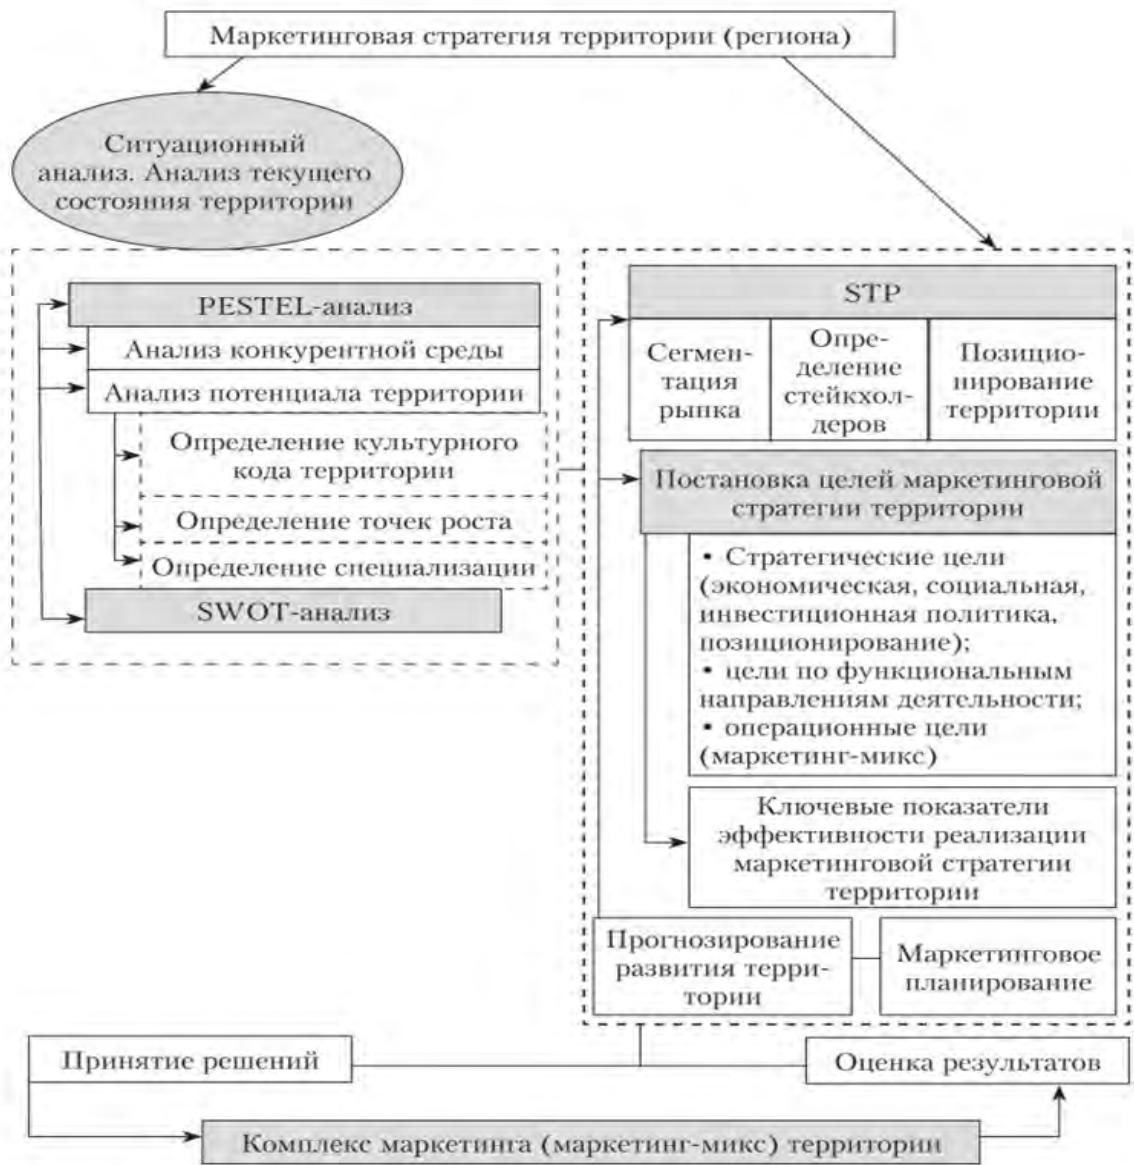 Маркетинговая стратегия территории (региона)
Ситуационный
анализ. Анализ текущего
состояния территории
PESTEL-анализ
Анализ конкурентной среды
Анализ потенциала территории
Определение культурного
кода территории
Определение точек роста
Определение специализации
SWOT-анализ
STP
Сегмен-
тация
рынка
Опре-
деление
стейкхол-
деров
Позицио-
нирование
территории
Постановка целей маркетинговой
стратегии территории
• Стратегические цели
(экономическая, социальная,
инвестиционная политика,
позиционирование);
• цели по функциональным
направлениям деятельности;
• операционные цели
(маркетинг-микс)
Ключевые показатели
эффективности реализации
маркетинговой стратегии
территории
Прогнозирование
развития терри-
тории
Маркетинговое
планирование
Принятие решений
Оценка результатов
Комплекс маркетинга (маркетинг-микс) территории